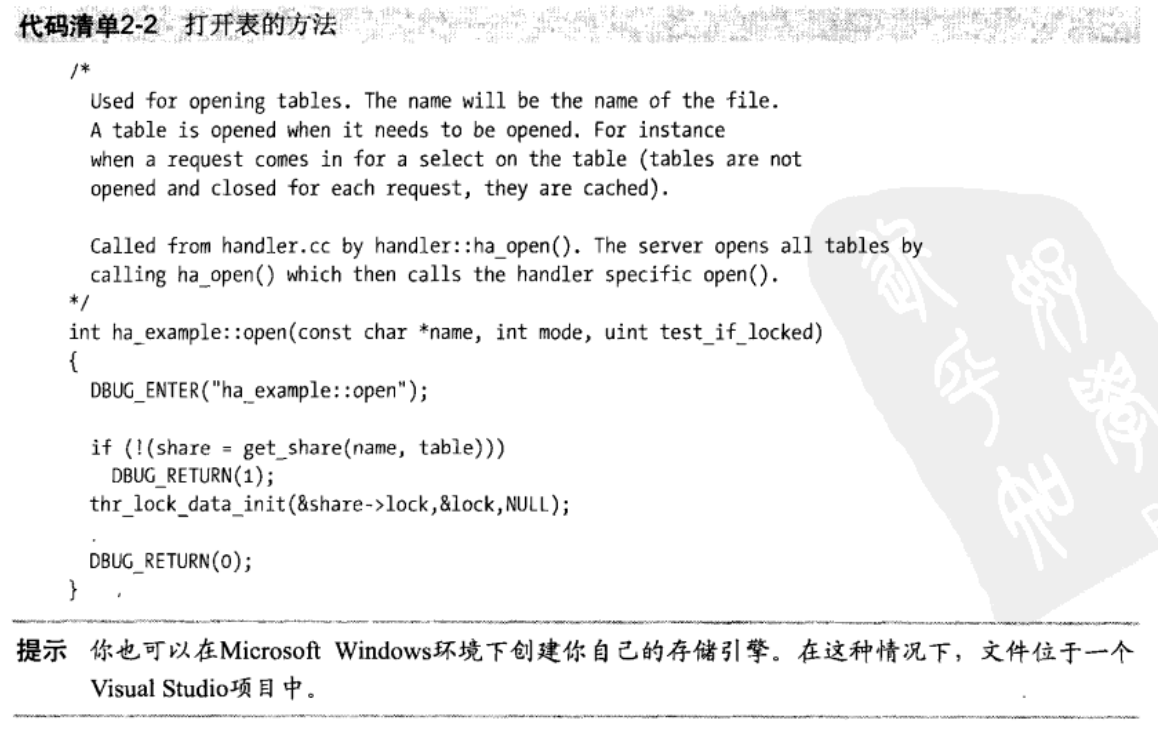 代码清单2-2 打开表的方法
/*
Used for opening tables. The name will be the name of the file.
A table is opened when it needs to be opened. For instance
when a request comes in for a select on the table (tables are not
opened and closed for each request, they are cached).
Called from handler.cc by handler::ha_open(). The server opens all tables by
calling ha_open() which then calls the handler specific open().
*/
int ha_example::open(const char *name, int mode, uint test_if_locked)
{
DBUG_ENTER("ha_example::open");
if (!(share = get_share(name, table)))
DBUG_RETURN(1);
thr_lock_data_init(&share->lock,&lock,NULL);
DBUG_RETURN(0);
}
提示 你也可以在Microsoft Windows环境下创建你自己的存储引擎。在这种情况下，文件位于一个
Visual Studio项目中。